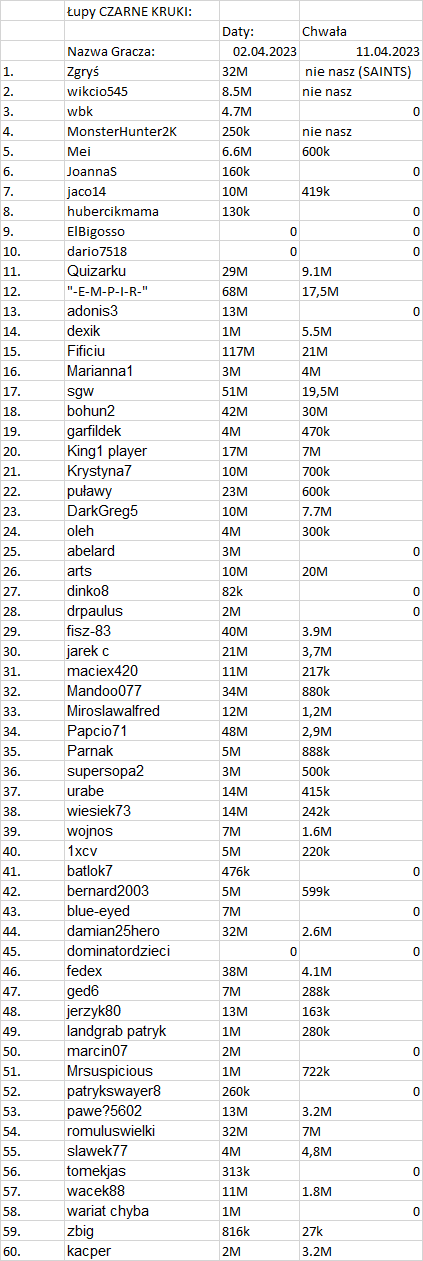 Łupy CZARNE KRUKI:
Daty: Chwała
Nazwa Gracza: 02.04.2023 11.04.2023
1. Zgryś 32M nie nasz (SAINTS)
2. wikcio545 8.5M nie nasz
3. wbk 4.7M 0
4. MonsterHunter2K 250k nie nasz
5. Mei 6.6M 600k
6. JoannaS 160k 0
7. jaco14 10M 419k
8. hubercikmama 130k 0
9. ElBigosso 0 0
10. dario7518 0 0
11. Quizarku 29M 9.1M
12. "-E-M-P-I-R-" 68M 17,5M
13. adonis3 13M 0
14. dexik 1M 5.5M
15. Fificiu 117M 21M
16. Marianna1 3M 4M
17. sgw 51M 19,5M
18. bohun2 42M 30M
19. garfildek 4M 470k
20. King1 player 17M 7M
21. Krystyna7 10M 700k
22. puławy 23M 600k
23. DarkGreg5 10M 7.7M
24. oleh 4M 300k
25. abelard 3M 0
26. arts 10M 20M
27. dinko8 82k 0
28. drpaulus 2M 0
29. fisz-83 40M 3.9M
30. jarek c 21M 3,7M
31. maciex420 11M 217k
32. Mandoo077 34M 880k
33. Miroslawalfred 12M 1,2M
34. Papcio71 48M 2,9M
35. Parnak 5M 888k
36. supersopa2 3M 500k
37. urabe 14M 415k
38. wiesiek73 14M 242k
39. wojnos 7M 1.6M
40. 1xcv 5M 220k
41. batlok7 476k 0
42. bernard2003 5M 599k
43. blue-eyed 7M 0
44. damian25hero 32M 2.6M
45. dominatordzieci 0 0
46. fedex 38M 4.1M
47. ged6 7M 288k
48. jerzyk80 13M 163k
49. landgrab patryk 1M 280k
50. marcin07 2M 0
51. Mrsuspicious 1M 722k
52. patrykswayer8 260k 0
53. pawe?5602 13M 3.2M
54. romuluswielki 32M 7M
55. slawek77 4M 4,8M
56. tomekjas 313k 0
57. wacek88 11M 1.8M
58. wariat chyba 1M 0
59. zbig 816k 27k
60. kacper 2M 3.2M